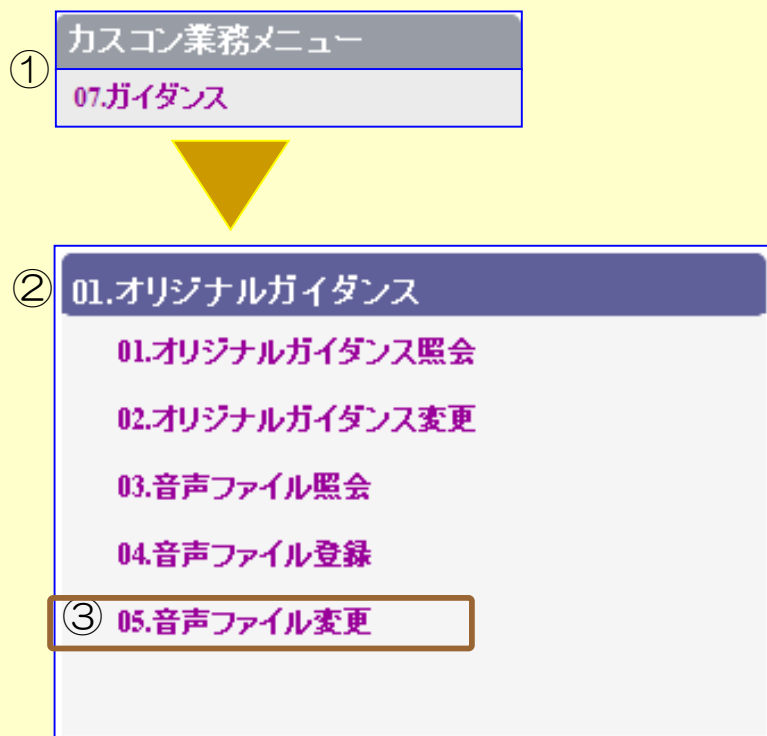 カスコン業務メニュー
①
07.ガイダンス
② 01.オリジナルガイダンス
01.オリジナルガイダンス照会
02.オリジナルガイダンス変更
03.音声ファイル照会
04.音声ファイル登録
③ 05.音声ファイル変更